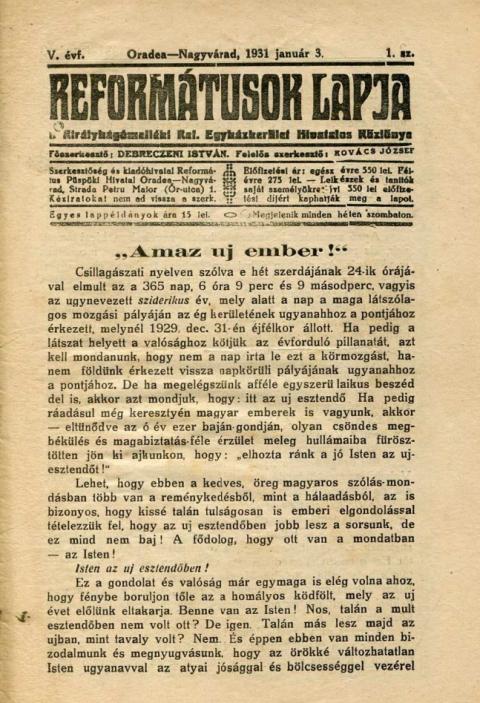 V. évf. Oradea—Nagyvárad, 1931 január 3. 1. sz.
REFORMÁTUSOK LAPJA
A Királyhágómelléki Ref. Egyházkerület Hivatalos Közlönye
Főszerkesztő: DEBRECZENI ISTVÁN. Felelős szerkesztő: KOVÁCS JÓZSEF
Szerkesztőség és kiadóhivatal Reformá-
tus Püspöki Hivatal Oradea—Nagyvá-
rad, Strada Petru Maior (Őr-utca) 1.
Kéziratokat nem ad vissza a szerk.
Előfizetési ár: egész évre 550 lei. Fél-
évre 275 lei. — Lelkészek és tanítók
saját személyökre 350 lei előfize-
tési díjért kaphatják meg a lapot.
Egyes lappéldányok ára 15 lei. Megjelenik minden héten szombaton.
„Amaz uj ember!“
Csillagászati nyelven szólva e hét szerdájának 24-ik órájá-
val elmult az a 365 nap, 6 óra 9 perc és 9 másodperc, vagyis
az ugynevezett sziderikus év, mely alatt a nap a maga látszóla-
gos mozgási pályáján az ég kerületének ugyanahhoz a pontjához
érkezett, melynél 1929. dec. 31-én éjfélkor állott. Ha pedig a
látszat helyett a valósághoz kötjük az évforduló pillanatát, azt
kell mondanunk, hogy nem a nap irta le ezt a körmozgást, ha-
nem földünk érkezett vissza napkörüli pályájának ugyanahhoz
a pontjához. De ha megelégszünk afféle egyszerű laikus beszéd
del is, akkor azt mondjuk, hogy: itt az uj esztendő Ha pedig
ráadásul még keresztyén magyar emberek is vagyunk, akkor
— eltünődve az ó év ezer baján-gondján, olyan csöndes meg-
békülés és magabiztatás-féle érzület meleg hullámaiba fürösz-
tötten jön ki ajkunkon, hogy: „elhozta ránk a jó Isten az uj-
esztendőt!“
Lehet, hogy ebben a kedves, öreg magyaros szólás-mon-
dásban több van a reménykedésből, mint a hálaadásból, az is
bizonyos, hogy kissé talán tulságosan is emberi elgondolással
tételezzük fel, hogy az uj esztendőben jobb lesz a sorsunk, de
ez mind nem baj! A fődolog, hogy ott van a mondatban
— az Isten!
Isten az uj esztendőben!
Ez a gondolat és valóság már egymaga is elég volna ahoz,
hogy fénybe boruljon tőle az a homályos ködfölt, mely az uj
évet előlünk eltakarja. Benne van az Isten! Nos, talán a mult
esztendőben nem volt ott? De igen. Talán más lesz majd az
ujban, mint tavaly volt? Nem. És éppen ebben van minden bi-
zodalmunk és megnyugvásunk, hogy az örökké változhatatlan
Isten ugyanavval az atyai jósággal és bölcsességgel vezérel